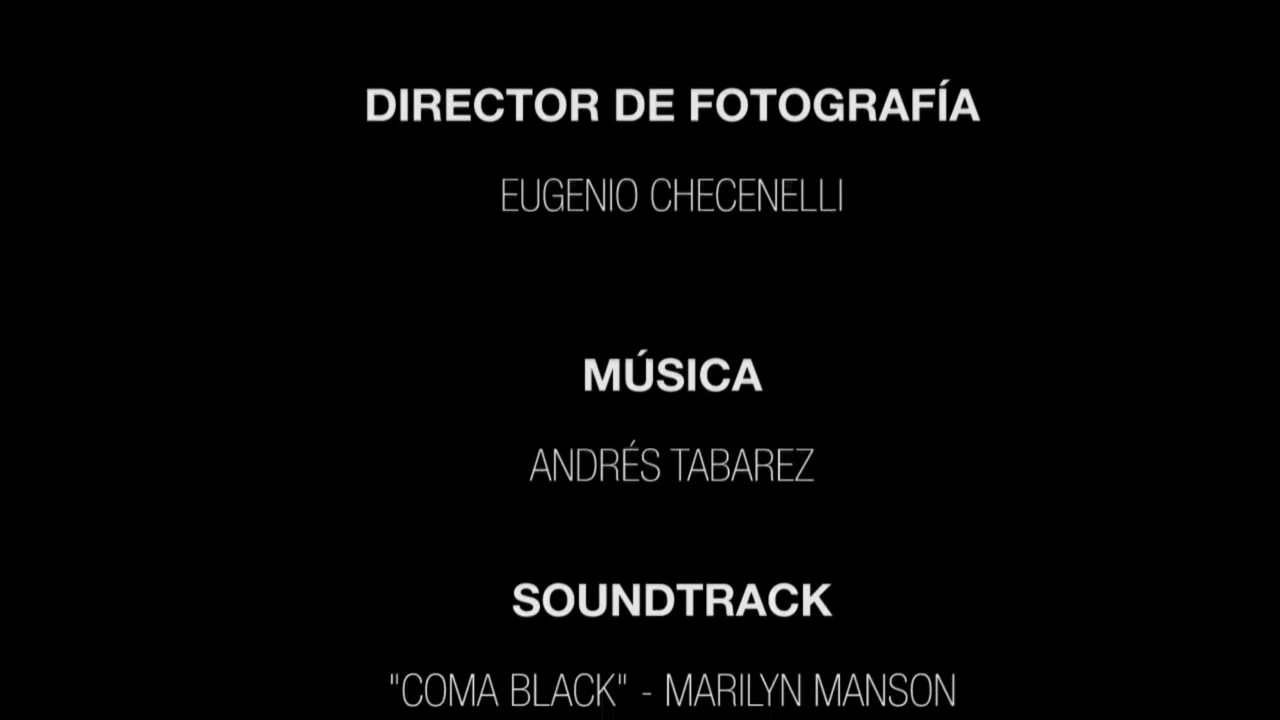 DIRECTOR DE FOTOGRAFÍA
EUGENIO CHECENELLI
MÚSICA
ANDRÉS TABAREZ
SOUNDTRACK
"COMA BLACK" - MARILYN MANSON